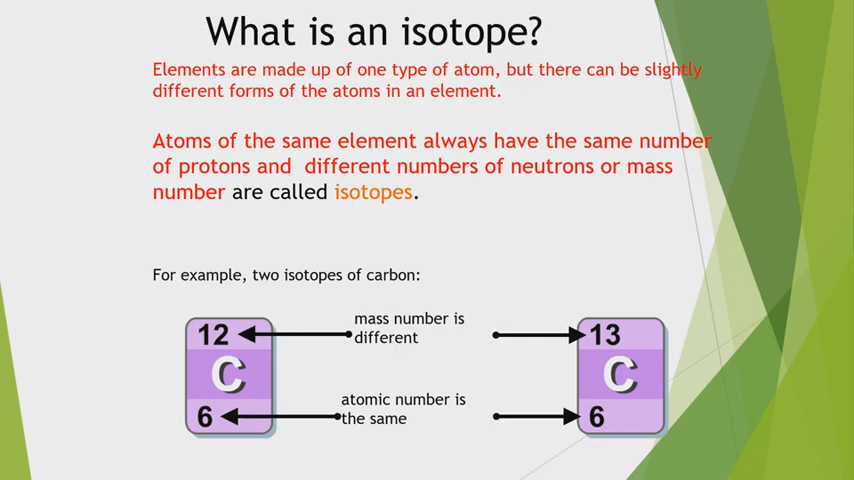 What is an isotope?
Elements are made up of one type of atom, but there can be slightly
different forms of the atoms in an element.
Atoms of the same element always have the same number
of protons and  different numbers of neutrons or mass
number are called isotopes.
For example, two isotopes of carbon:
12
mass number is
different
13
C
C
atomic number is
the same
6
6